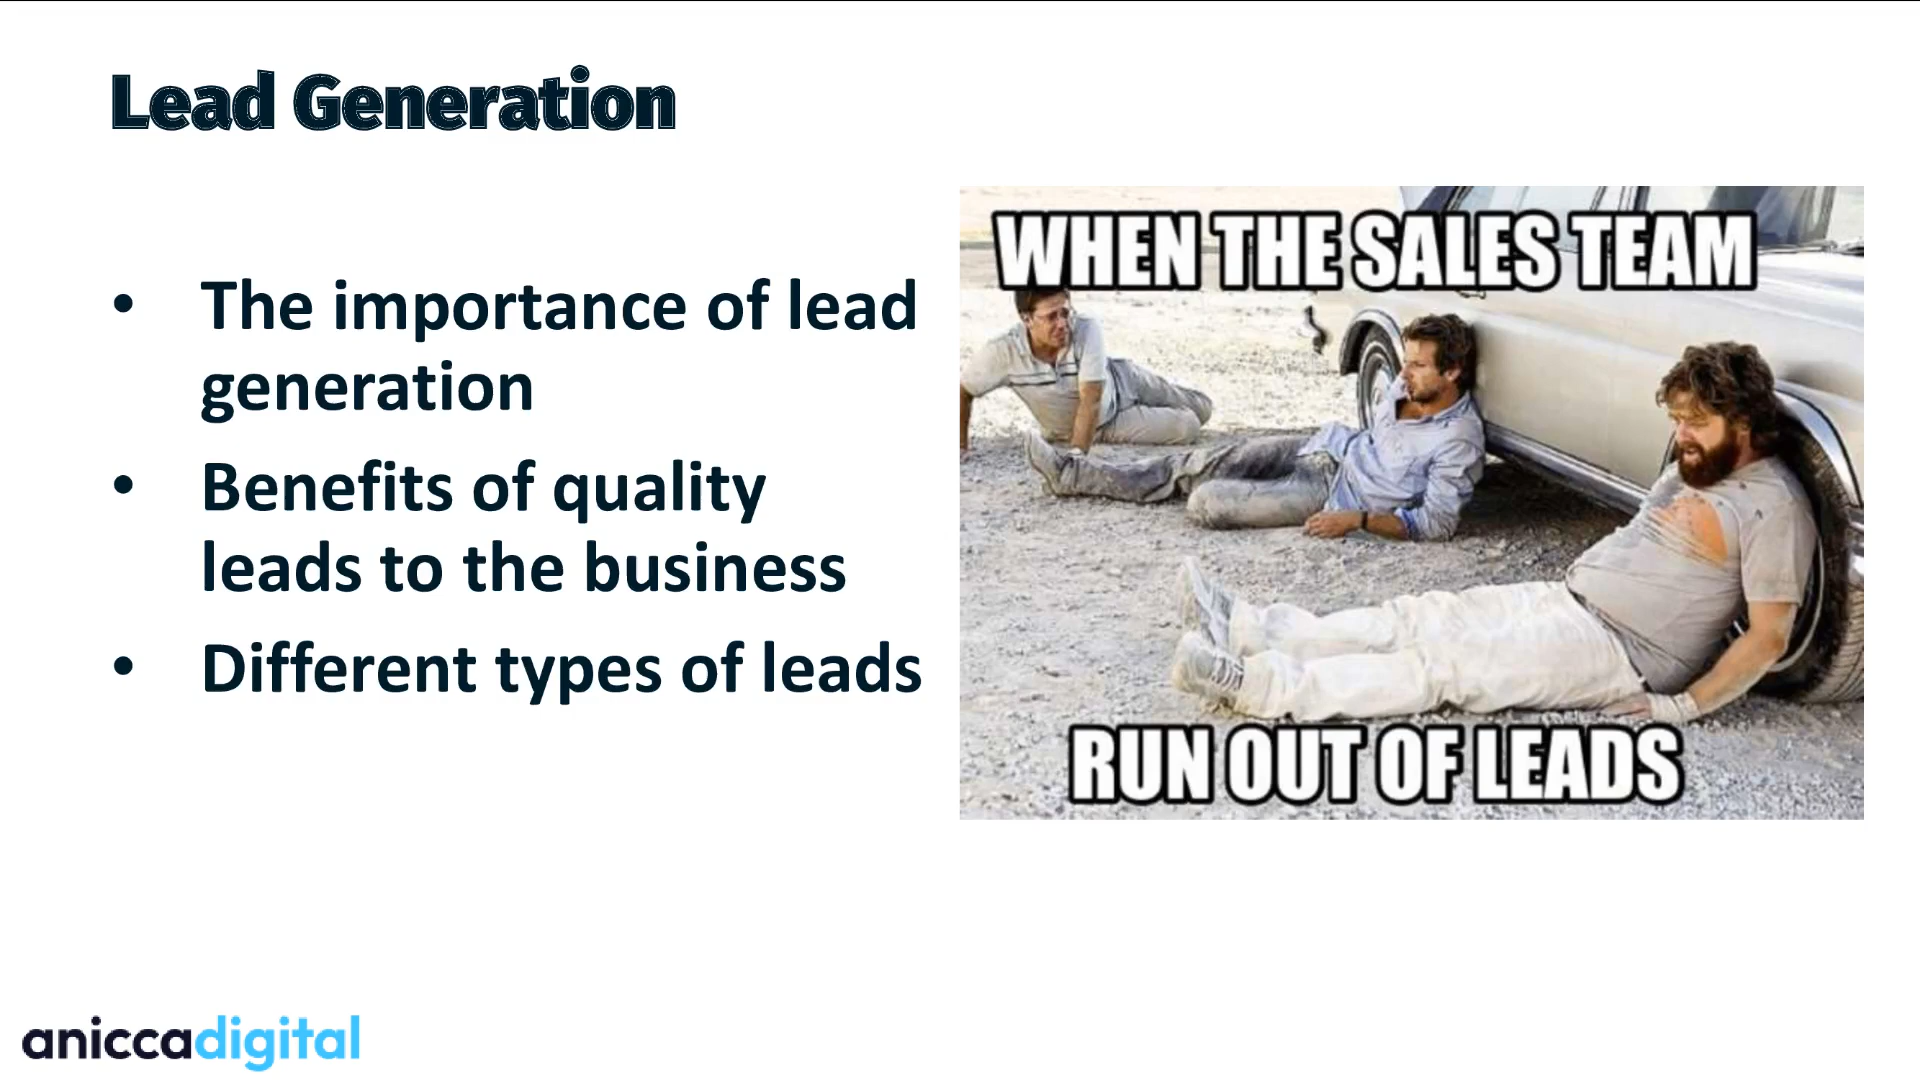 Lead Generation
• The importance of lead
generation
• Benefits of quality
leads to the business
• Different types of leads
WHEN THE SALES TEAM
RUN OUT OF LEADS
aniccadigital